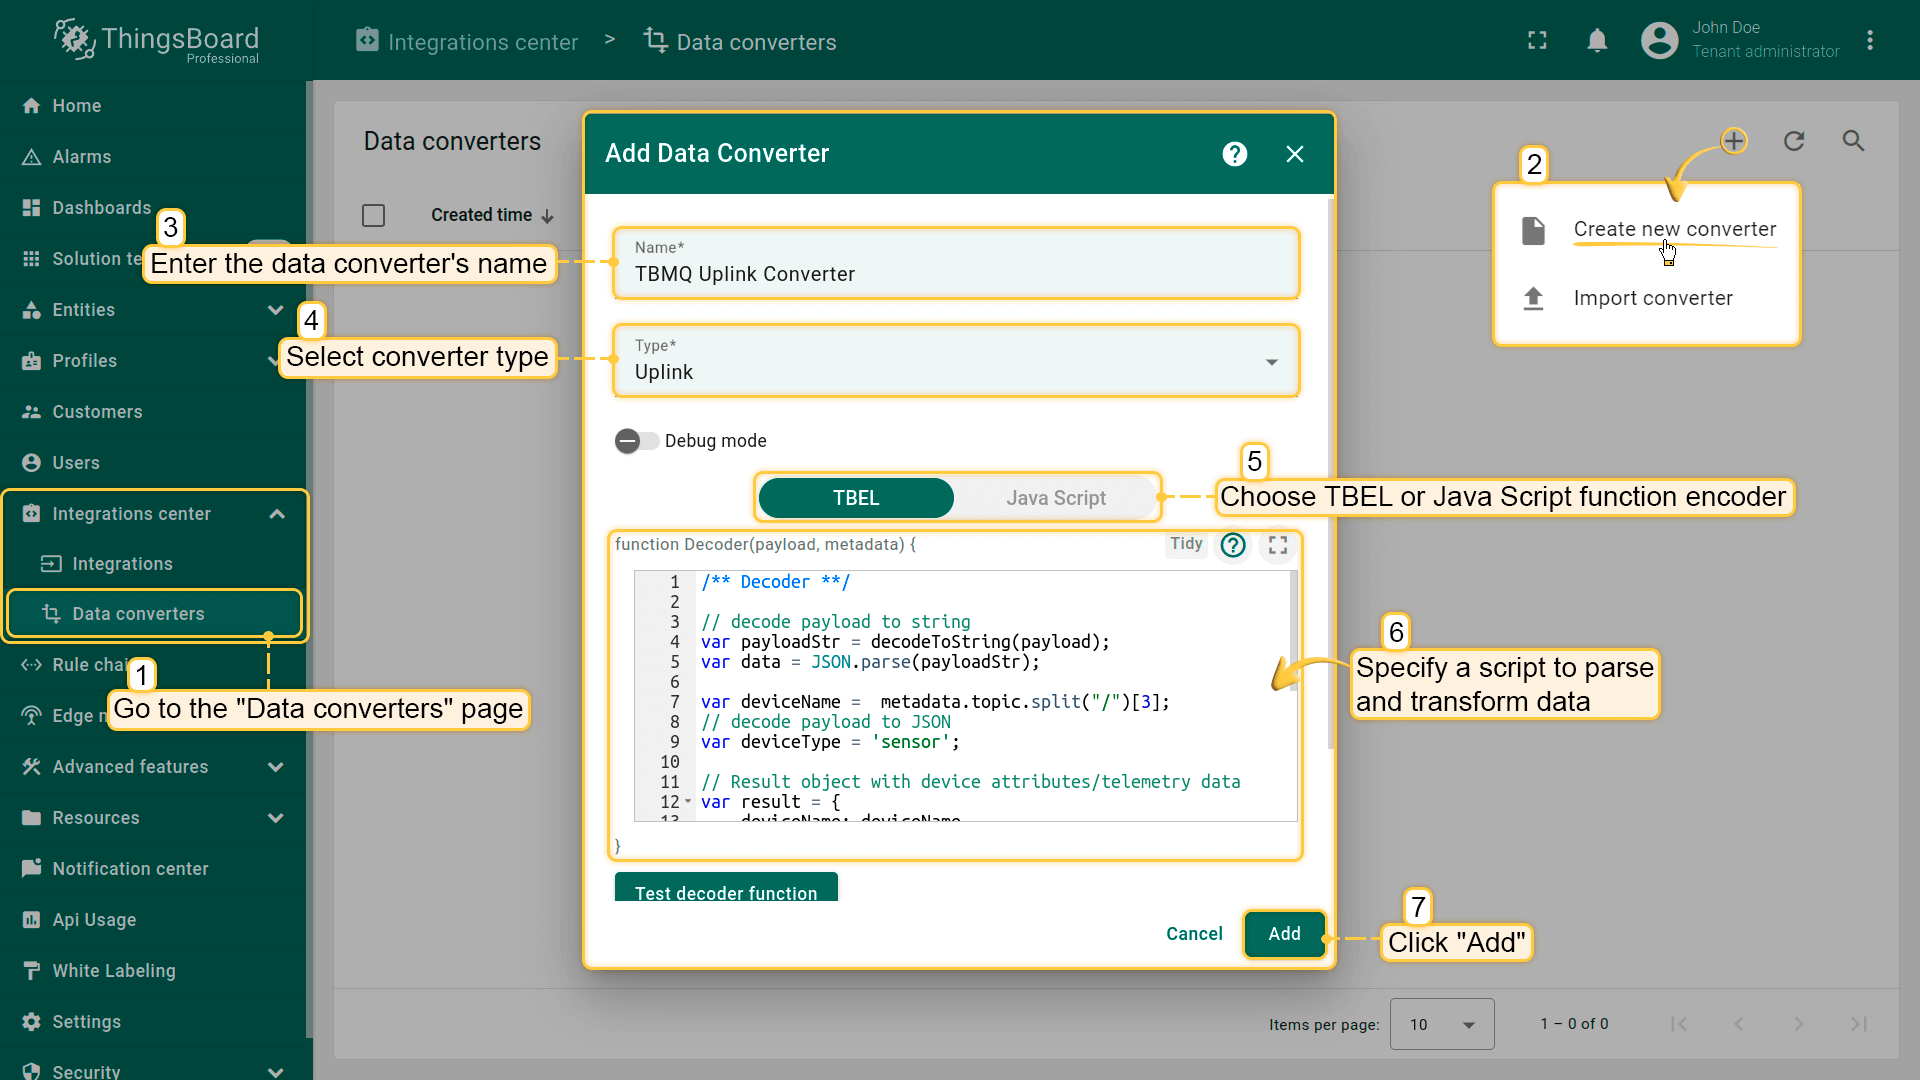 ThingsBoard
Professional
Integrations center > Data converters
John Doe
Tenant administrator
Home
Alarms
Dashboards
Solution te
Entities
Profiles
Customers
Users
Integrations center
Integrations
Data converters
Rule chai
Edge m
Advanced features
Resources
Notification center
Api Usage
White Labeling
Settings
Security
Data converters
Created time
1
Go to the "Data converters" page
2
Create new converter
Import converter
3
Enter the data converter's name
4
Select converter type
Add Data Converter
Name*
TBMQ Uplink Converter
Type*
Uplink
Debug mode
TBEL
Java Script
5
Choose TBEL or Java Script function encoder
function Decoder(payload, metadata) {
Tidy
1 /** Decoder **/
2
3 // decode payload to string
4 var payloadStr = decodeToString(payload);
5 var data = JSON.parse(payloadStr);
6
7 var deviceName =  metadata.topic.split("/")[3];
8 // decode payload to JSON
9 var deviceType = 'sensor';
10
11 // Result object with device attributes/telemetry data
12 var result = {
13 deviceName: deviceName
}
6
Specify a script to parse
and transform data
Test decoder function
Cancel
Add
7
Click "Add"
Items per page:
10
1 – 0 of 0